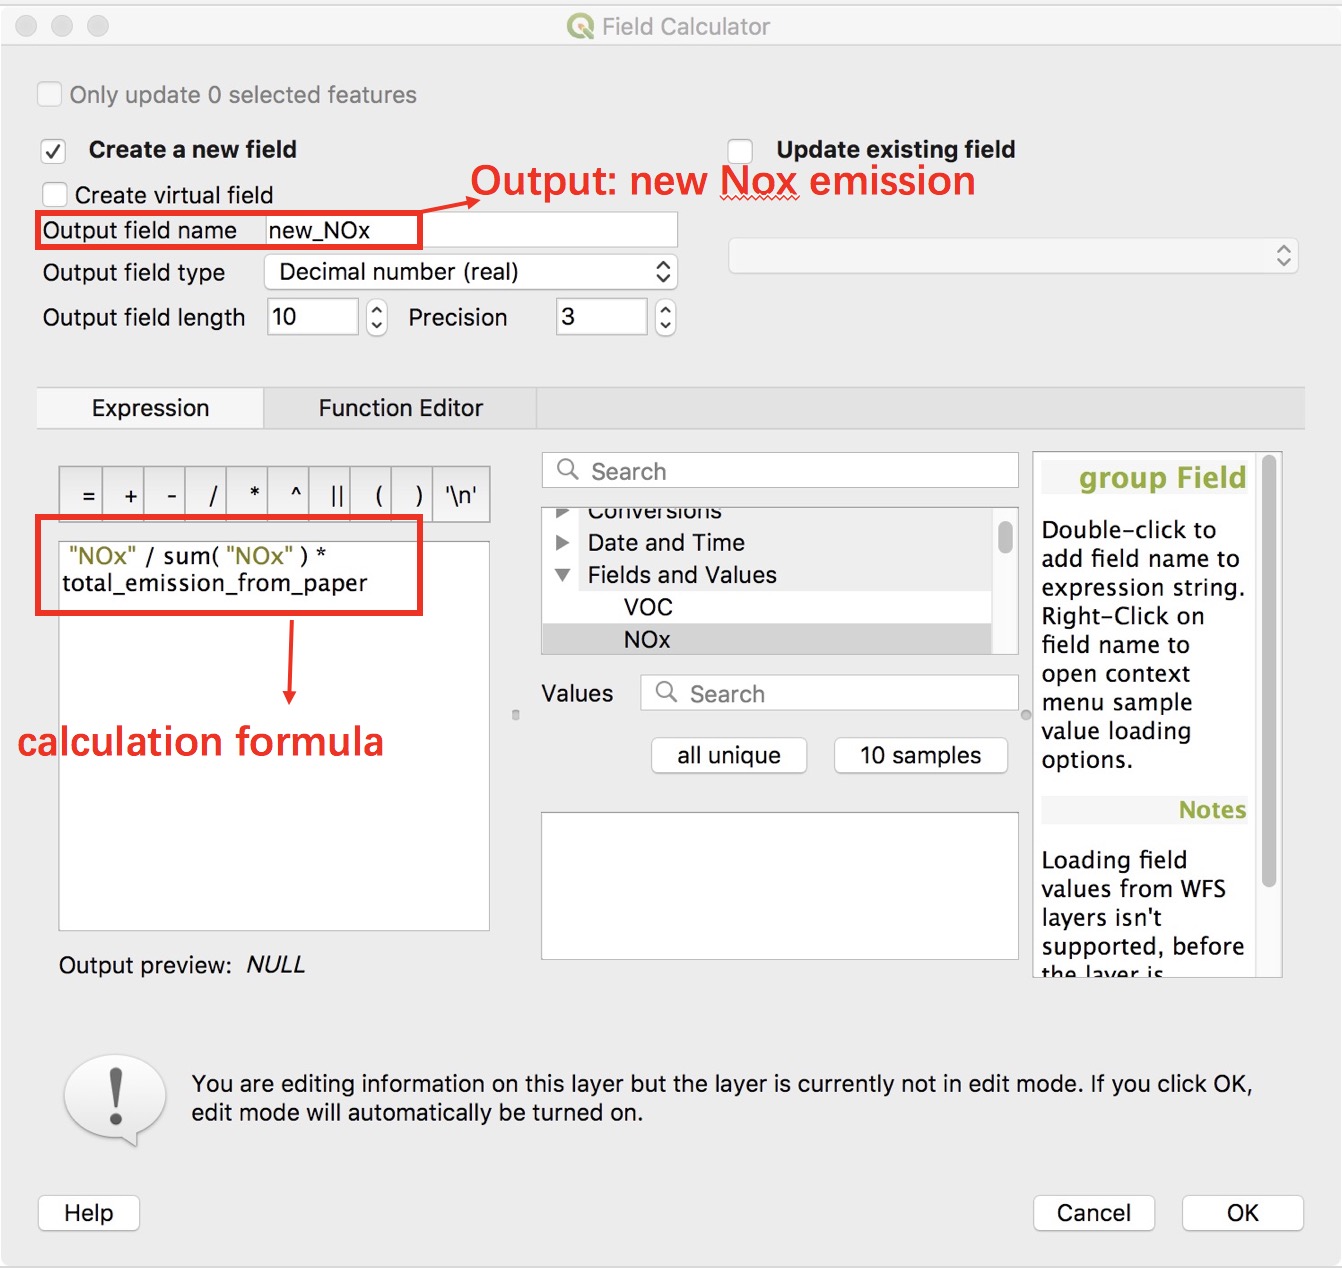 Field Calculator
Only update 0 selected features
Create a new field
Update existing field
Output: new Nox emission
Create virtual field
Output field name new_NOx
Output field type Decimal number (real)
Output field length 10 Precision 3
Expression Function Editor
= + - / * ^ || ( ) '\n'
"NOx" / sum( "NOx" ) *
total_emission_from_paper
calculation formula
Output preview: NULL
Search
Conversions
Date and Time
Fields and Values
VOC
NOx
Values Search
all unique 10 samples
group Field
Double-click to
add field name to
expression string.
Right-Click on
field name to
open context
menu sample
value loading
options.
Notes
Loading field
values from WFS
layers isn't
supported, before
the layer is
You are editing information on this layer but the layer is currently not in edit mode. If you click OK,
edit mode will automatically be turned on.
Help Cancel OK